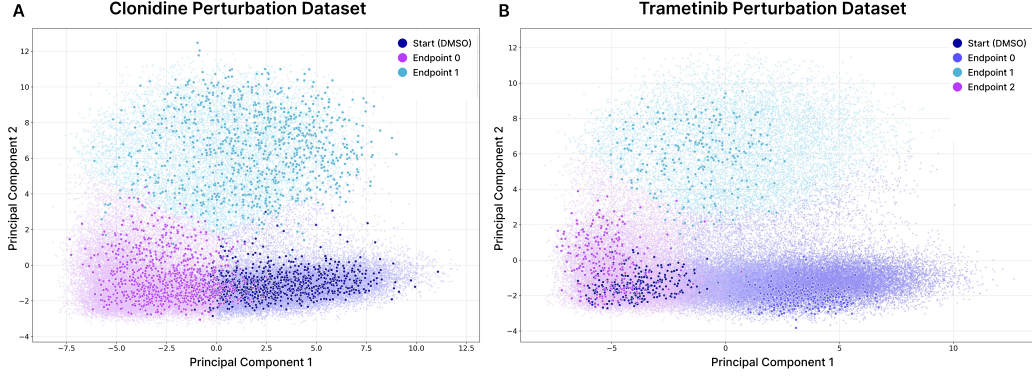 A
Clonidine Perturbation Dataset
Start (DMSO)
Endpoint 0
Endpoint 1
12
10
8
6
4
2
0
−2
−4
Principal Component 2
−7.5
−5.0
−2.5
0.0
2.5
5.0
7.5
10.0
12.5
Principal Component 1
B
Trametinib Perturbation Dataset
Start (DMSO)
Endpoint 0
Endpoint 1
Endpoint 2
12
10
8
6
4
2
0
−2
−4
Principal Component 2
−5
0
5
10
Principal Component 1